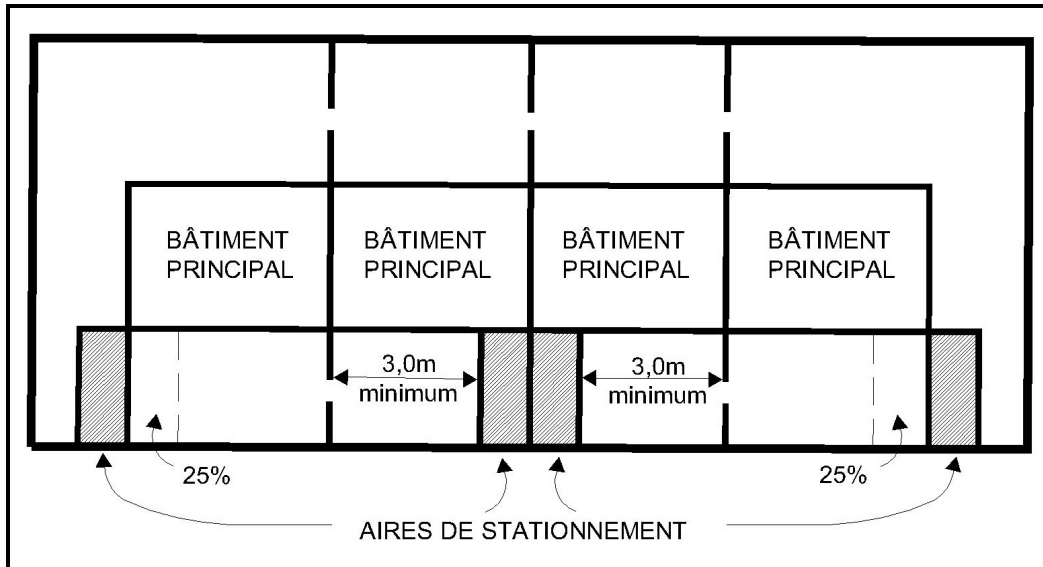 BÂTIMENT
PRINCIPAL
BÂTIMENT
PRINCIPAL
BÂTIMENT
PRINCIPAL
BÂTIMENT
PRINCIPAL
3,0m
minimum
3,0m
minimum
25%
25%
AIRES DE STATIONNEMENT